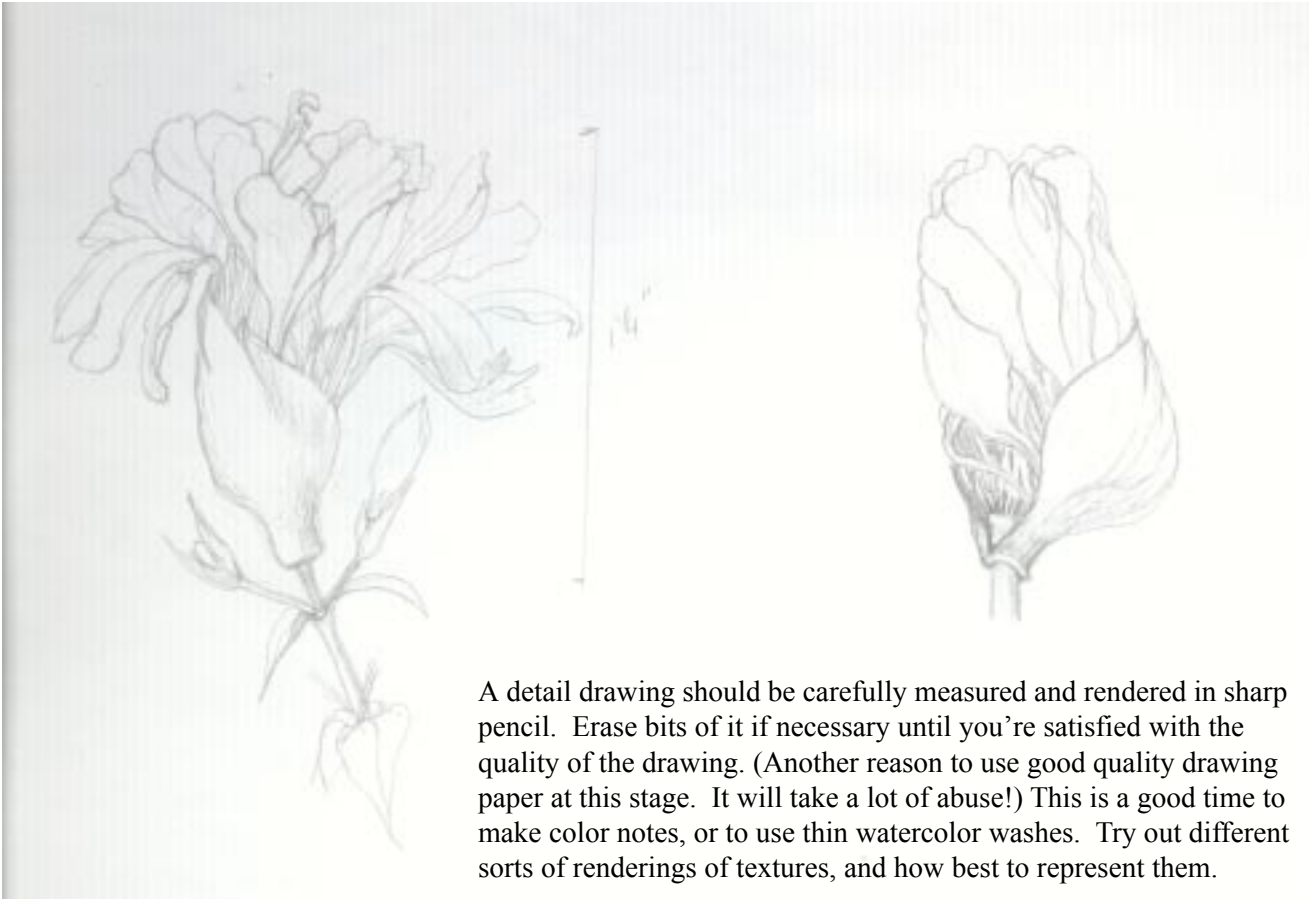 A detail drawing should be carefully measured and rendered in sharp
pencil.  Erase bits of it if necessary until you’re satisfied with the
quality of the drawing. (Another reason to use good quality drawing
paper at this stage.  It will take a lot of abuse!) This is a good time to
make color notes, or to use thin watercolor washes.  Try out different
sorts of renderings of textures, and how best to represent them.